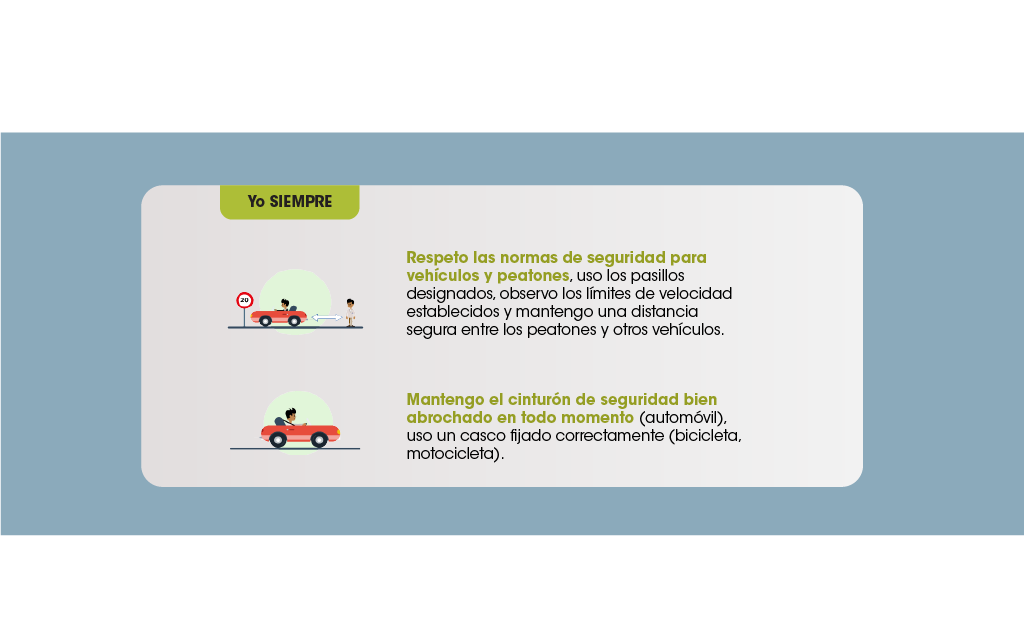 Yo SIEMPRE
Respeto las normas de seguridad para
vehículos y peatones, uso los pasillos
designados, observo los límites de velocidad
establecidos y mantengo una distancia
segura entre los peatones y otros vehículos.
20
Mantengo el cinturón de seguridad bien
abrochado en todo momento (automóvil),
uso un casco fijado correctamente (bicicleta,
motocicleta).